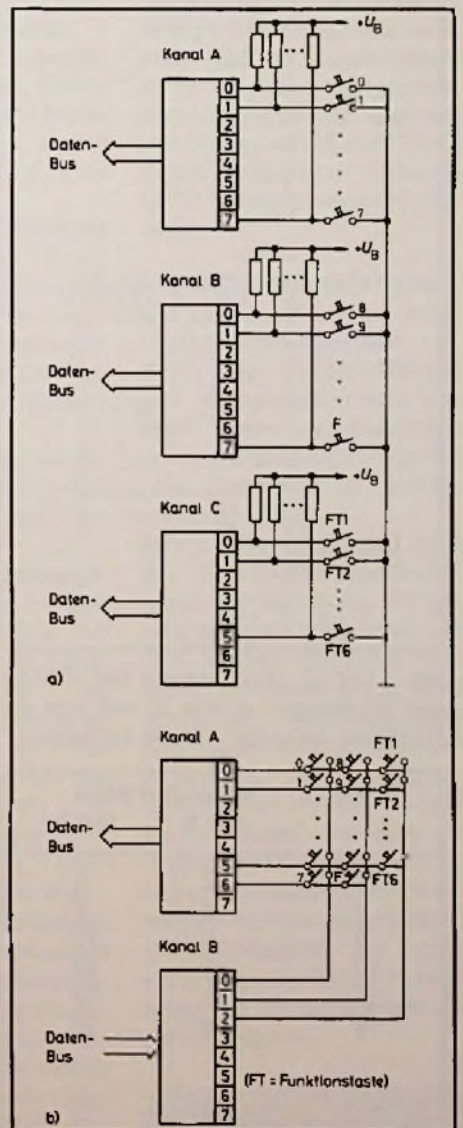 +U_B
Kanal A
0 0
1 1
2
Daten- 3
Bus 4
5
6
7 7
+U_B
Kanal B
0 8
1 9
2
Daten- 3
Bus 4
5
6 F
7
+U_B
Kanal C
0 FT1
1 FT2
2
Daten- 3
Bus 4
5 FT6
6
a) 7
Kanal A FT1
0 0 8
1 1 9 FT2
2
Daten- 3
Bus 4
5 FT6
6 7 F
7
Kanal B
0
1
2
Daten- 3
Bus 4
5 (FT = Funktionstaste)
6
b) 7